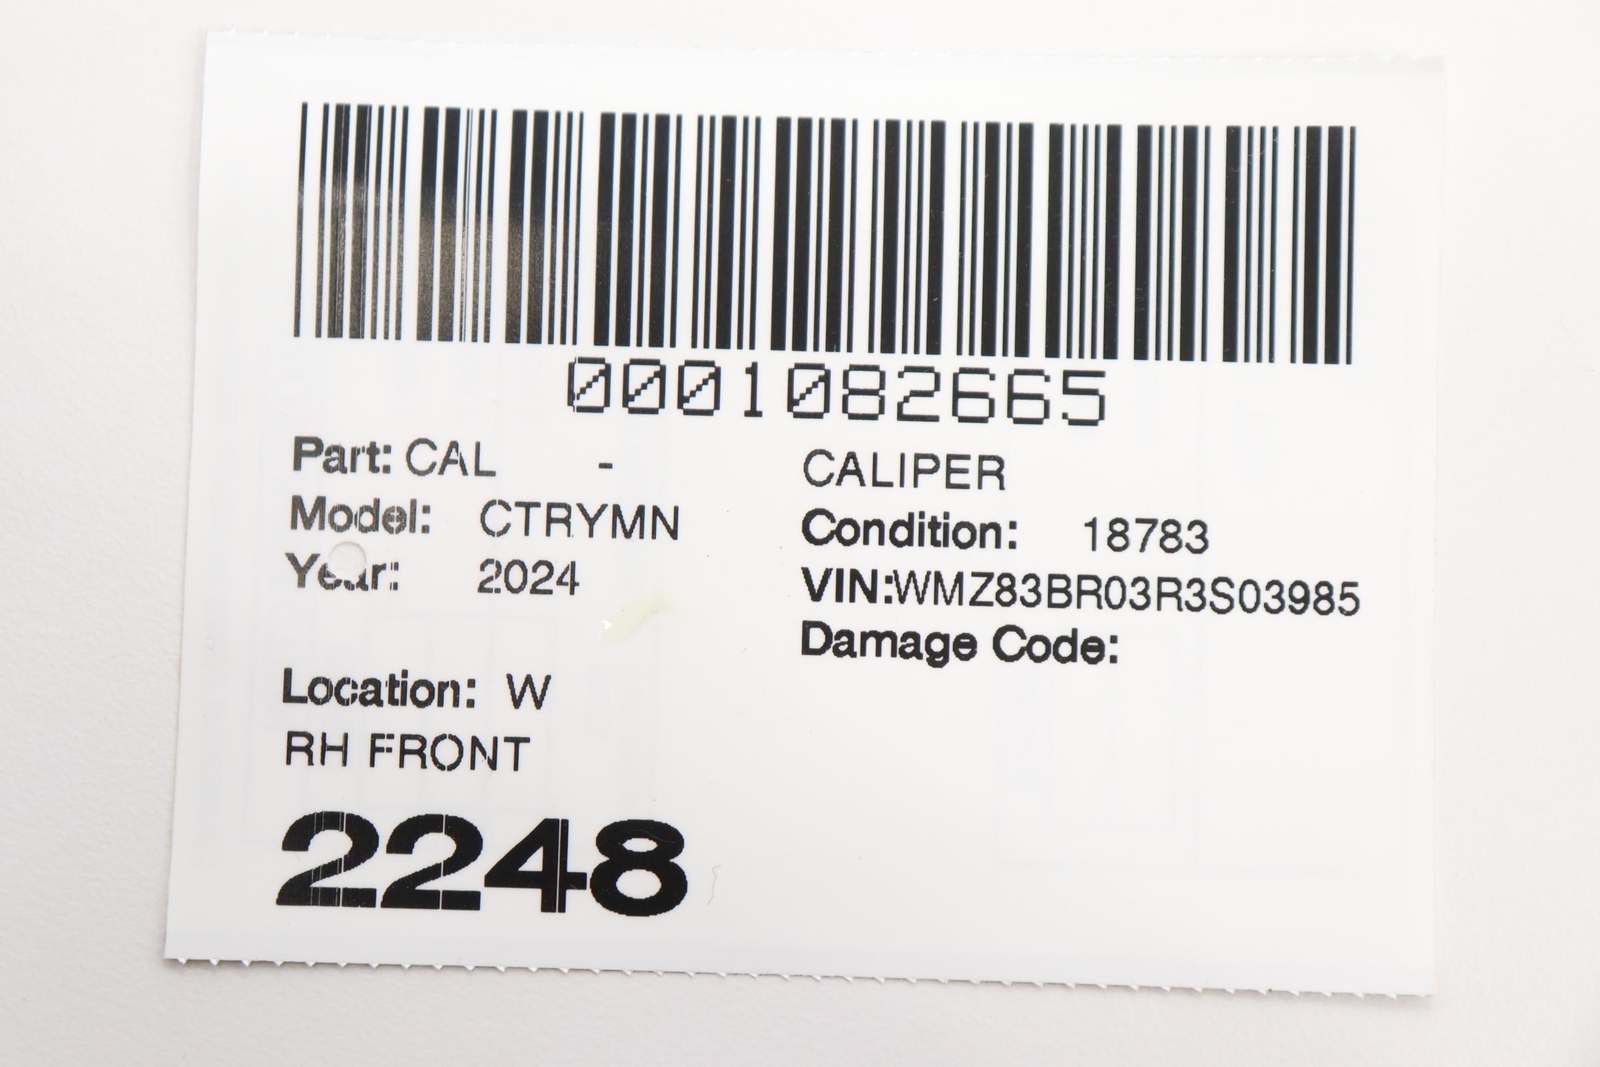 0001082665
Part: CAL - CALIPER
Model: CTRYMN Condition: 18783
Year: 2024 VIN:WMZ83BR03R3S03985
Damage Code:
Location: W
RH FRONT
2248